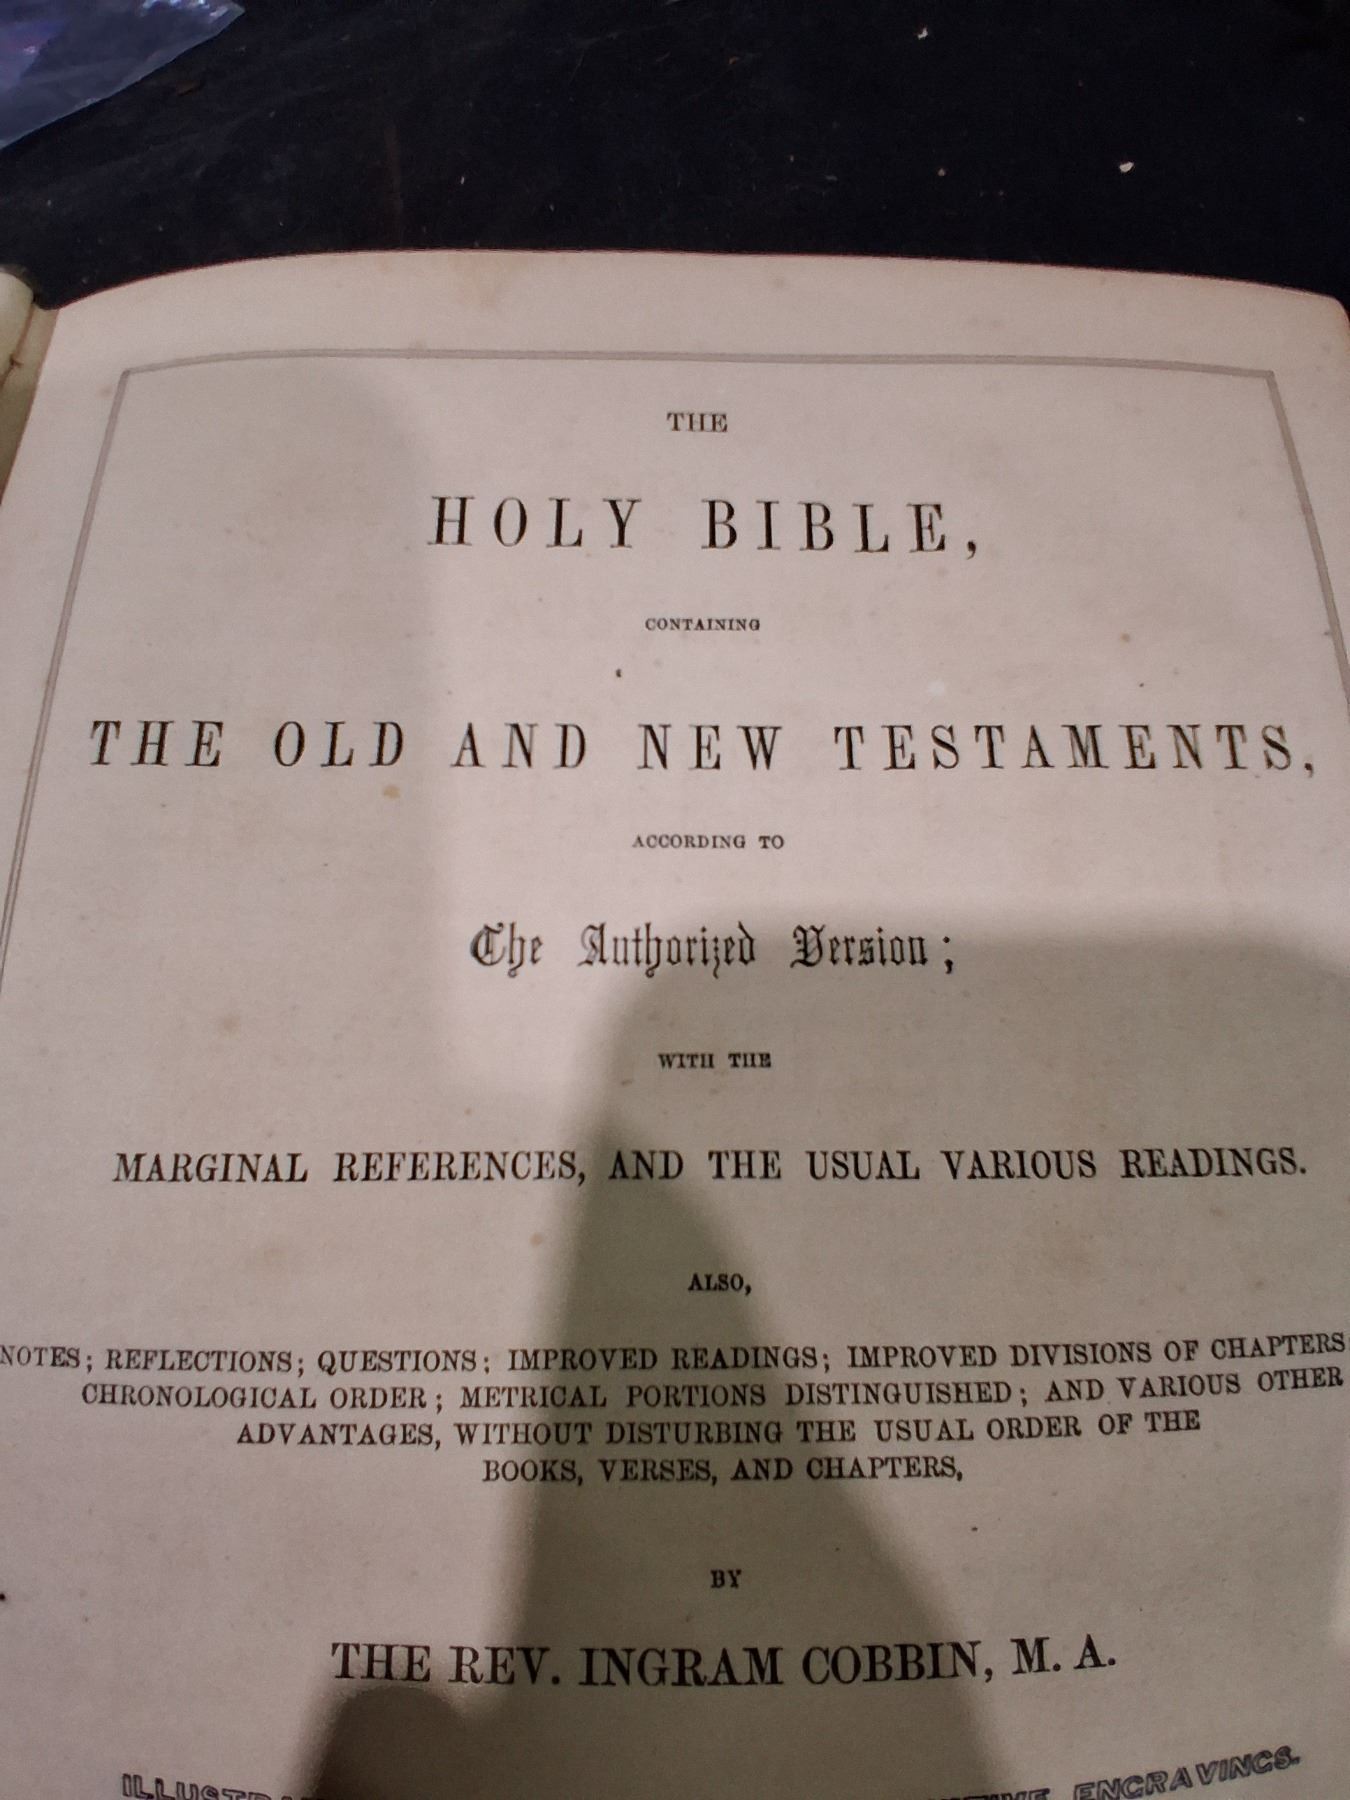 THE
HOLY BIBLE,
CONTAINING
THE OLD AND NEW TESTAMENTS,
ACCORDING TO
The Authorized Version;
WITH THE
MARGINAL REFERENCES, AND THE USUAL VARIOUS READINGS.
ALSO,
NOTES; REFLECTIONS; QUESTIONS; IMPROVED READINGS; IMPROVED DIVISIONS OF CHAPTERS;
CHRONOLOGICAL ORDER; METRICAL PORTIONS DISTINGUISHED; AND VARIOUS OTHER
ADVANTAGES, WITHOUT DISTURBING THE USUAL ORDER OF THE
BOOKS, VERSES, AND CHAPTERS,
BY
THE REV. INGRAM COBBIN, M. A.
ENGRAVINGS.